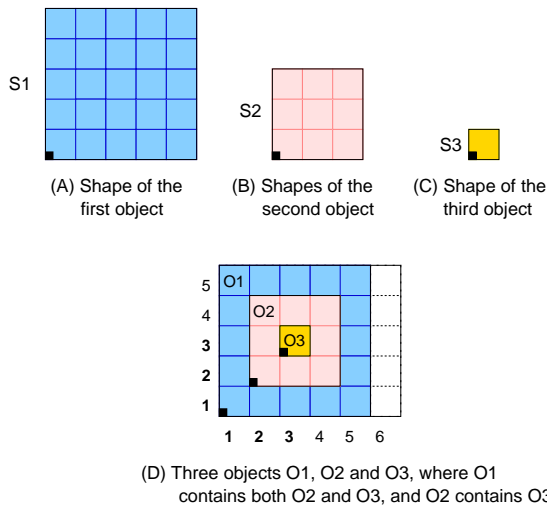 S1
S2
S3
(A) Shape of the
first object
(B) Shapes of the
second object
(C) Shape of the
third object
5
4
3
2
1
O1
O2
O3
1 2 3 4 5 6
(D) Three objects O1, O2 and O3, where O1
contains both O2 and O3, and O2 contains O3